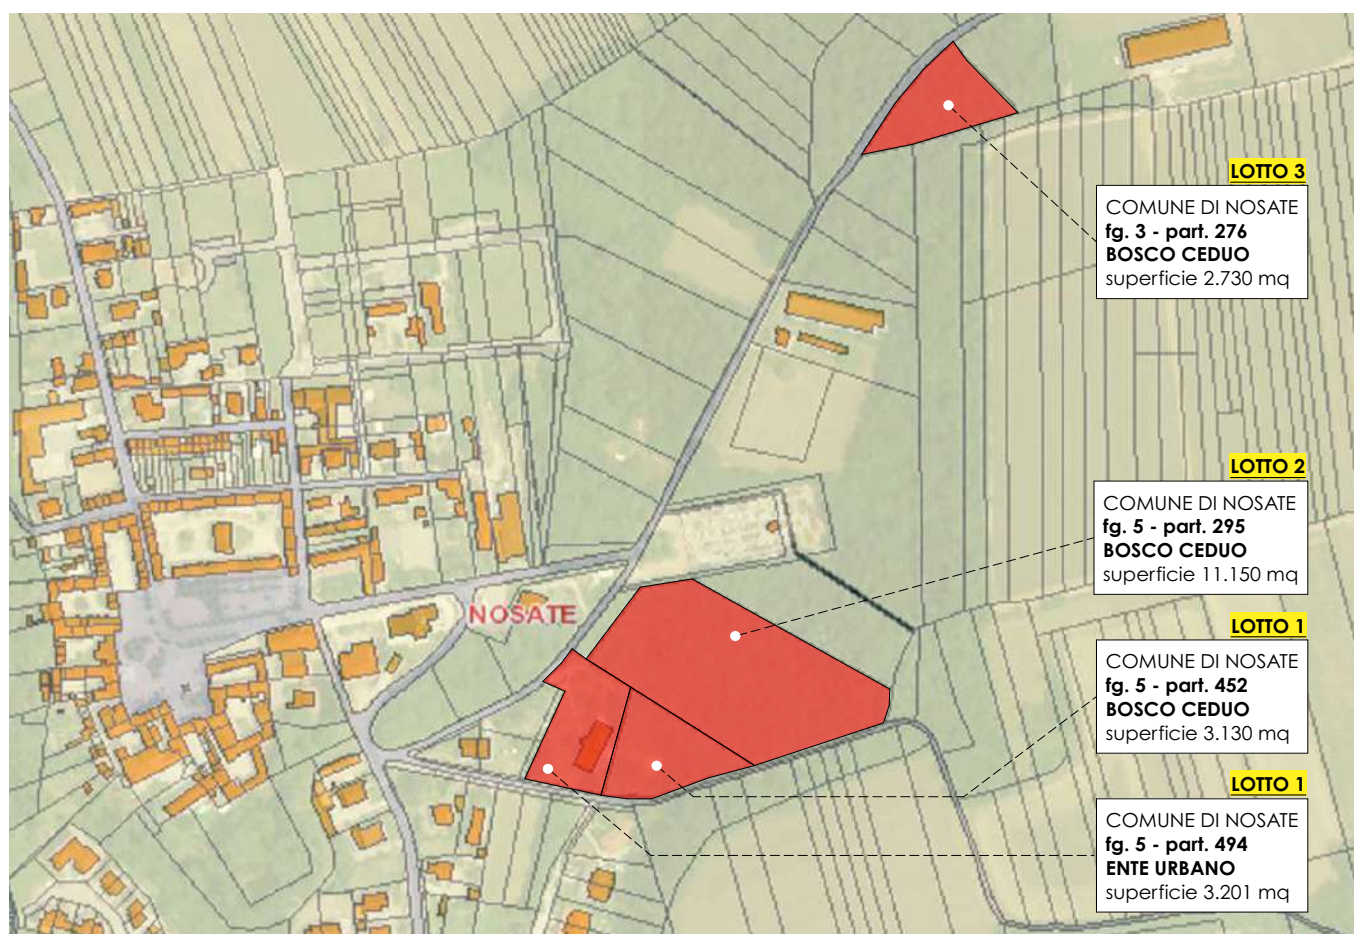 LOTTO 3
COMUNE DI NOSATE
fg. 3 - part. 276
BOSCO CEDUO
superficie 2.730 mq
LOTTO 2
COMUNE DI NOSATE
fg. 5 - part. 295
BOSCO CEDUO
superficie 11.150 mq
NOSATE
LOTTO 1
COMUNE DI NOSATE
fg. 5 - part. 452
BOSCO CEDUO
superficie 3.130 mq
LOTTO 1
COMUNE DI NOSATE
fg. 5 - part. 494
ENTE URBANO
superficie 3.201 mq